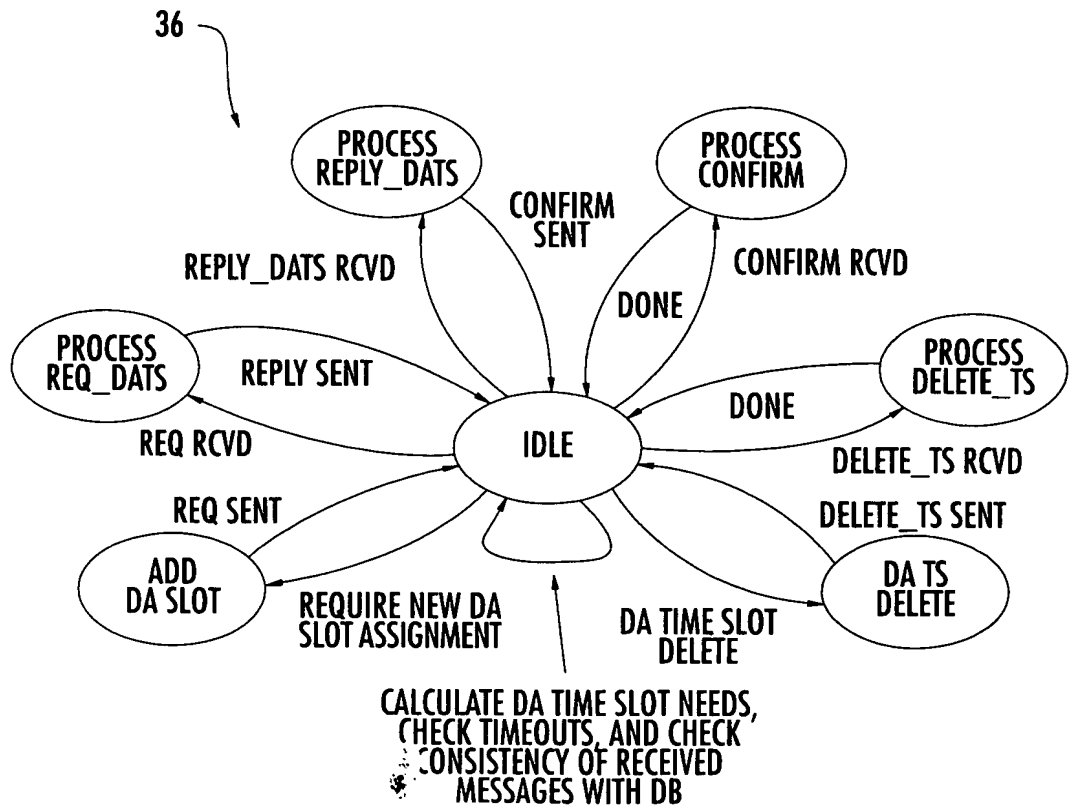 36
PROCESS
REPLY_DATS
PROCESS
CONFIRM
CONFIRM
SENT
REPLY_DATS RCVD
CONFIRM RCVD
DONE
PROCESS
REQ_DATS
REPLY SENT
PROCESS
DELETE_TS
DONE
IDLE
REQ RCVD
DELETE_TS RCVD
REQ SENT
DELETE_TS SENT
ADD
DA SLOT
DA TS
DELETE
REQUIRE NEW DA
SLOT ASSIGNMENT
DA TIME SLOT
DELETE
CALCULATE DA TIME SLOT NEEDS,
CHECK TIMEOUTS, AND CHECK
CONSISTENCY OF RECEIVED
MESSAGES WITH DB